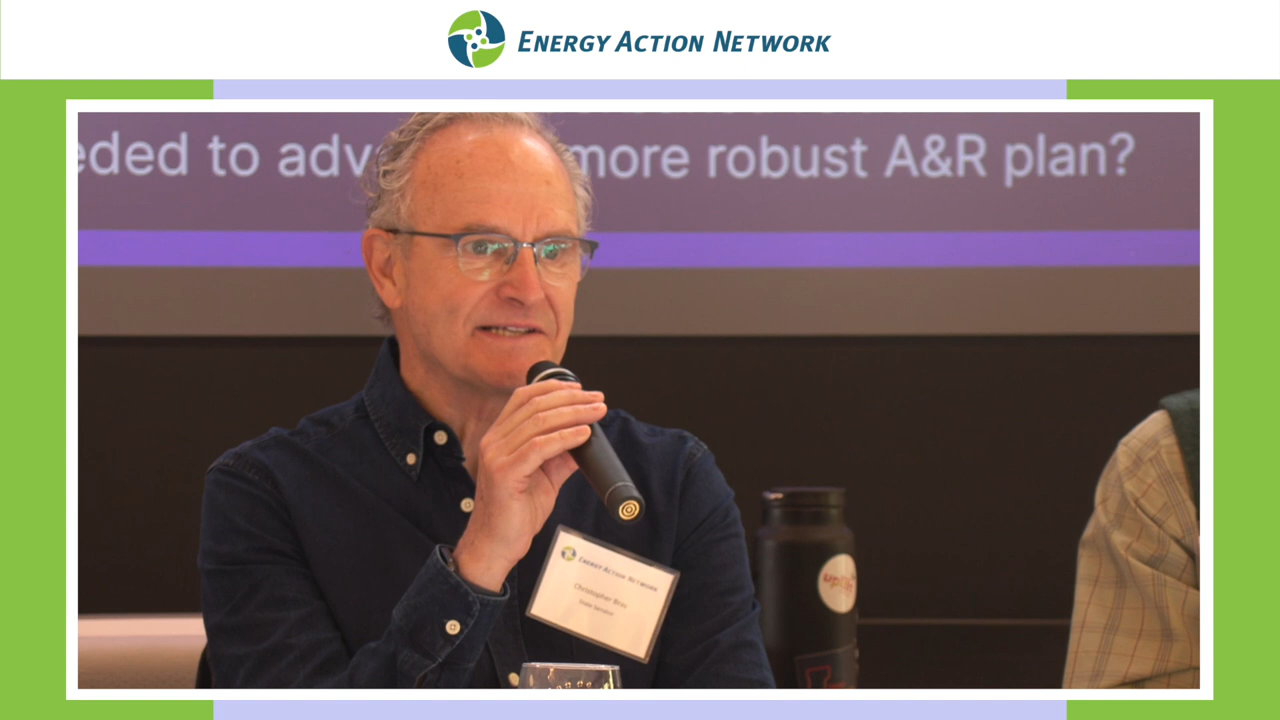 ENERGY ACTION NETWORK
eded to adv more robust A&R plan?
ENERGY ACTION NETWORK
Christopher Bray
State Senator